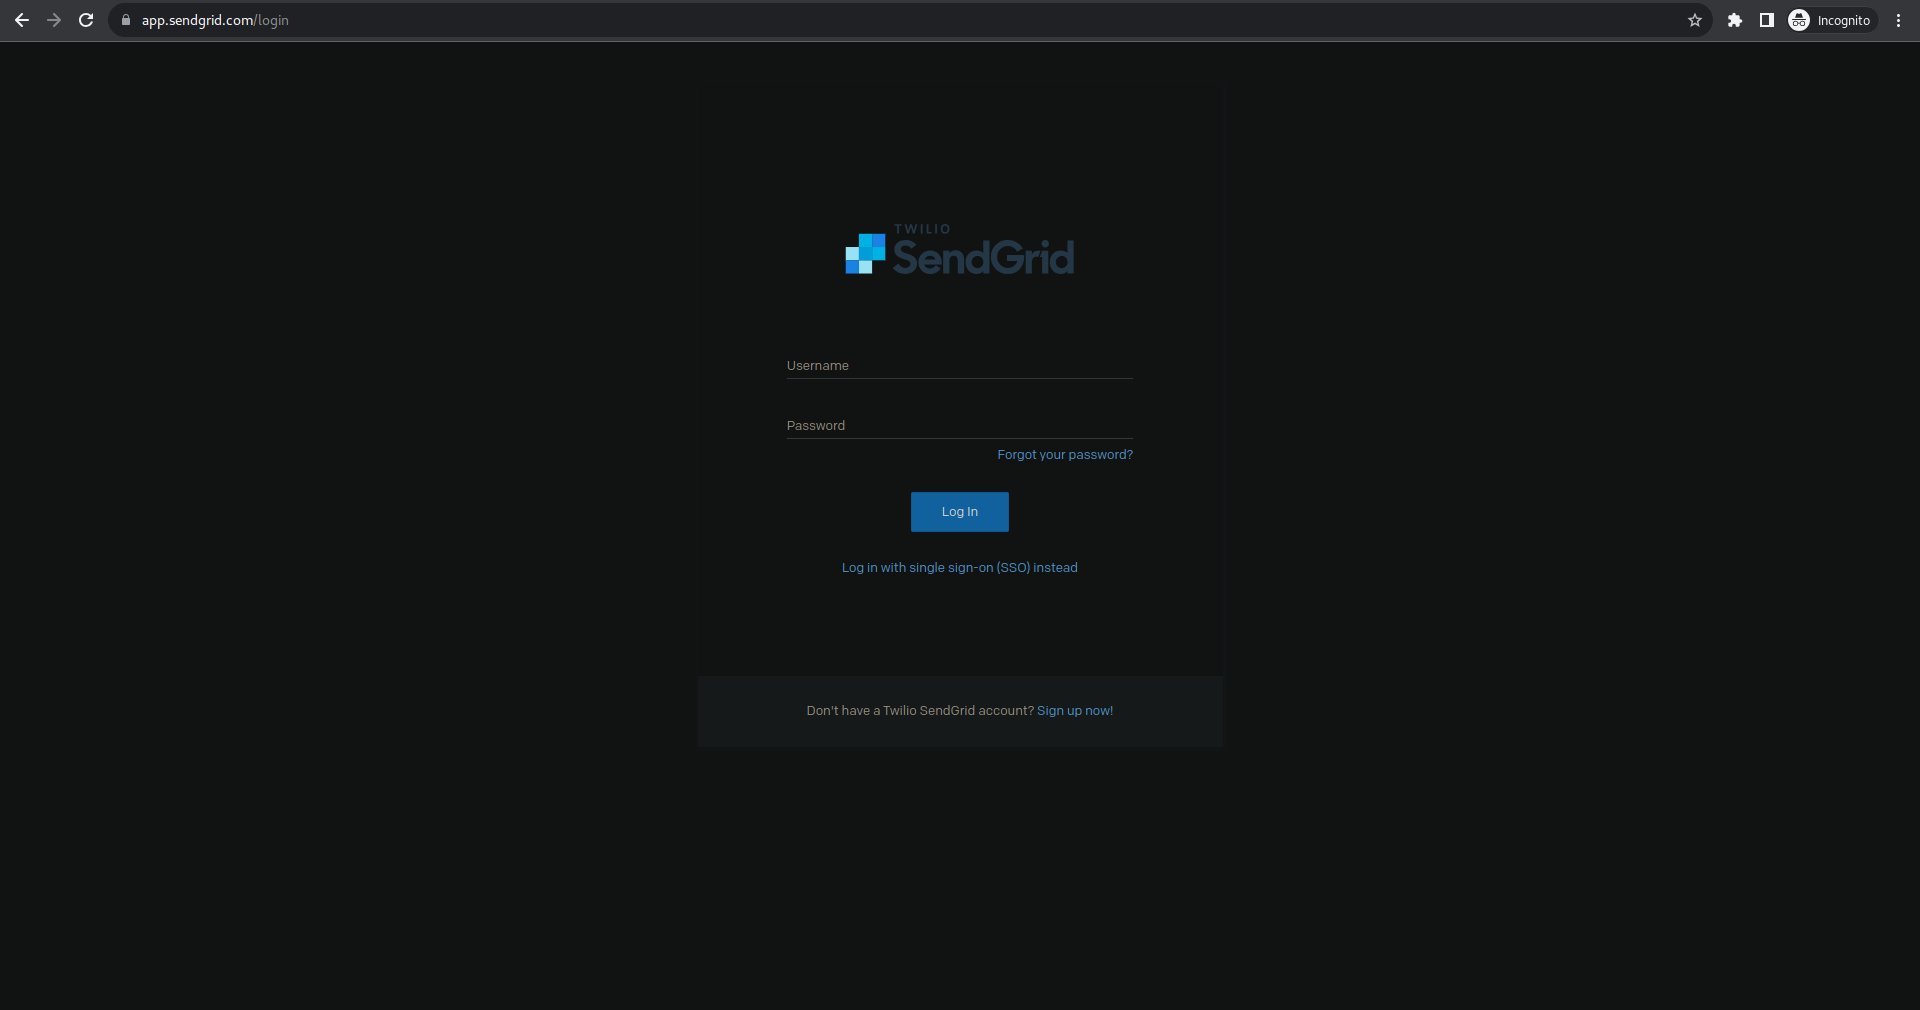 app.sendgrid.com/login
Incognito
TWILIO
SendGrid
Username
Password
Forgot your password?
Log In
Log in with single sign-on (SSO) instead
Don't have a Twilio SendGrid account? Sign up now!